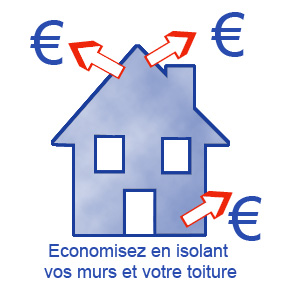 €
€
€
Economisez en isolant
vos murs et votre toiture